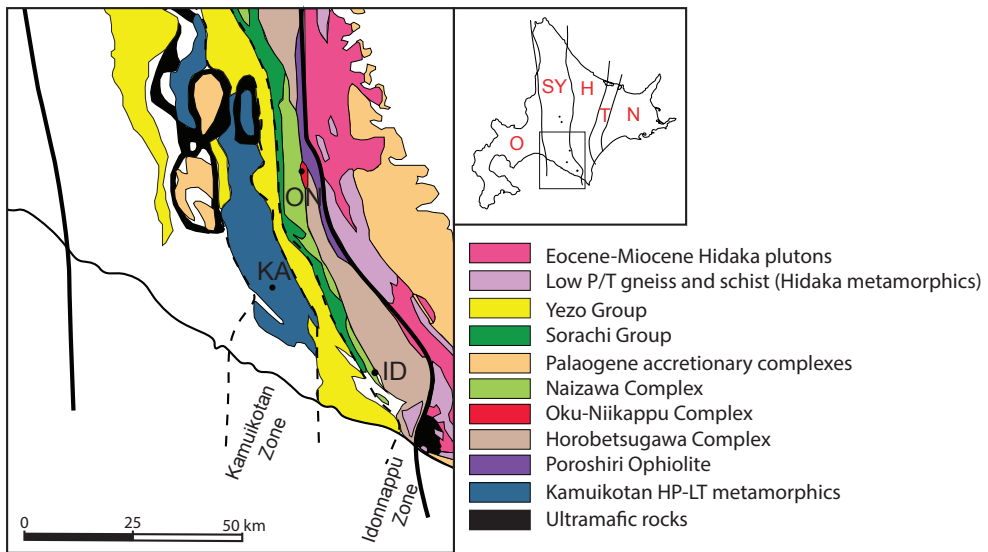 ON
KA
ID
Kamuikotan
Zone
Idonnappu
Zone
0
25
50 km
SY
H
T
N
O
Eocene-Miocene Hidaka plutons
Low P/T gneiss and schist (Hidaka metamorphics)
Yezo Group
Sorachi Group
Palaogene accretionary complexes
Naizawa Complex
Oku-Niikappu Complex
Horobetsugawa Complex
Poroshiri Ophiolite
Kamuikotan HP-LT metamorphics
Ultramafic rocks